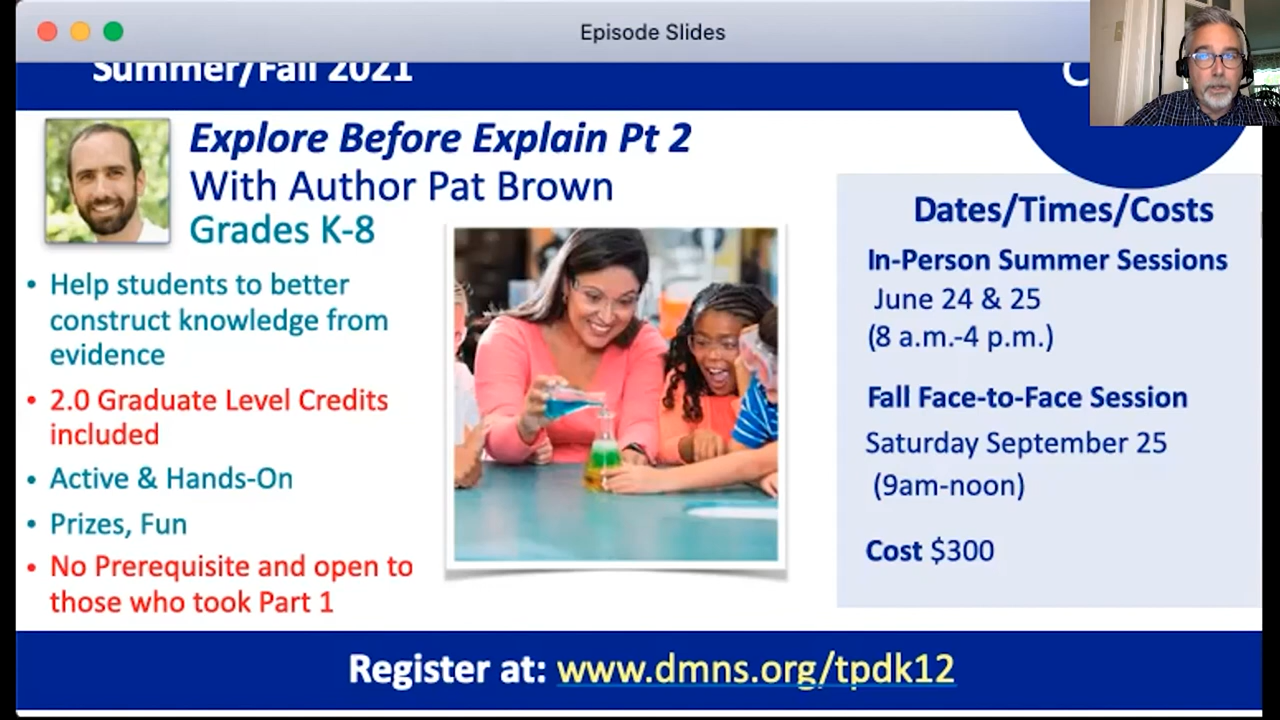 Episode Slides
Summer/Fall 2021
Explore Before Explain Pt 2
With Author Pat Brown
Grades K-8
• Help students to better
construct knowledge from
evidence
• 2.0 Graduate Level Credits
included
• Active & Hands-On
• Prizes, Fun
• No Prerequisite and open to
those who took Part 1
Dates/Times/Costs
In-Person Summer Sessions
June 24 & 25
(8 a.m.-4 p.m.)
Fall Face-to-Face Session
Saturday September 25
(9am-noon)
Cost $300
Register at: www.dmns.org/tpdk12